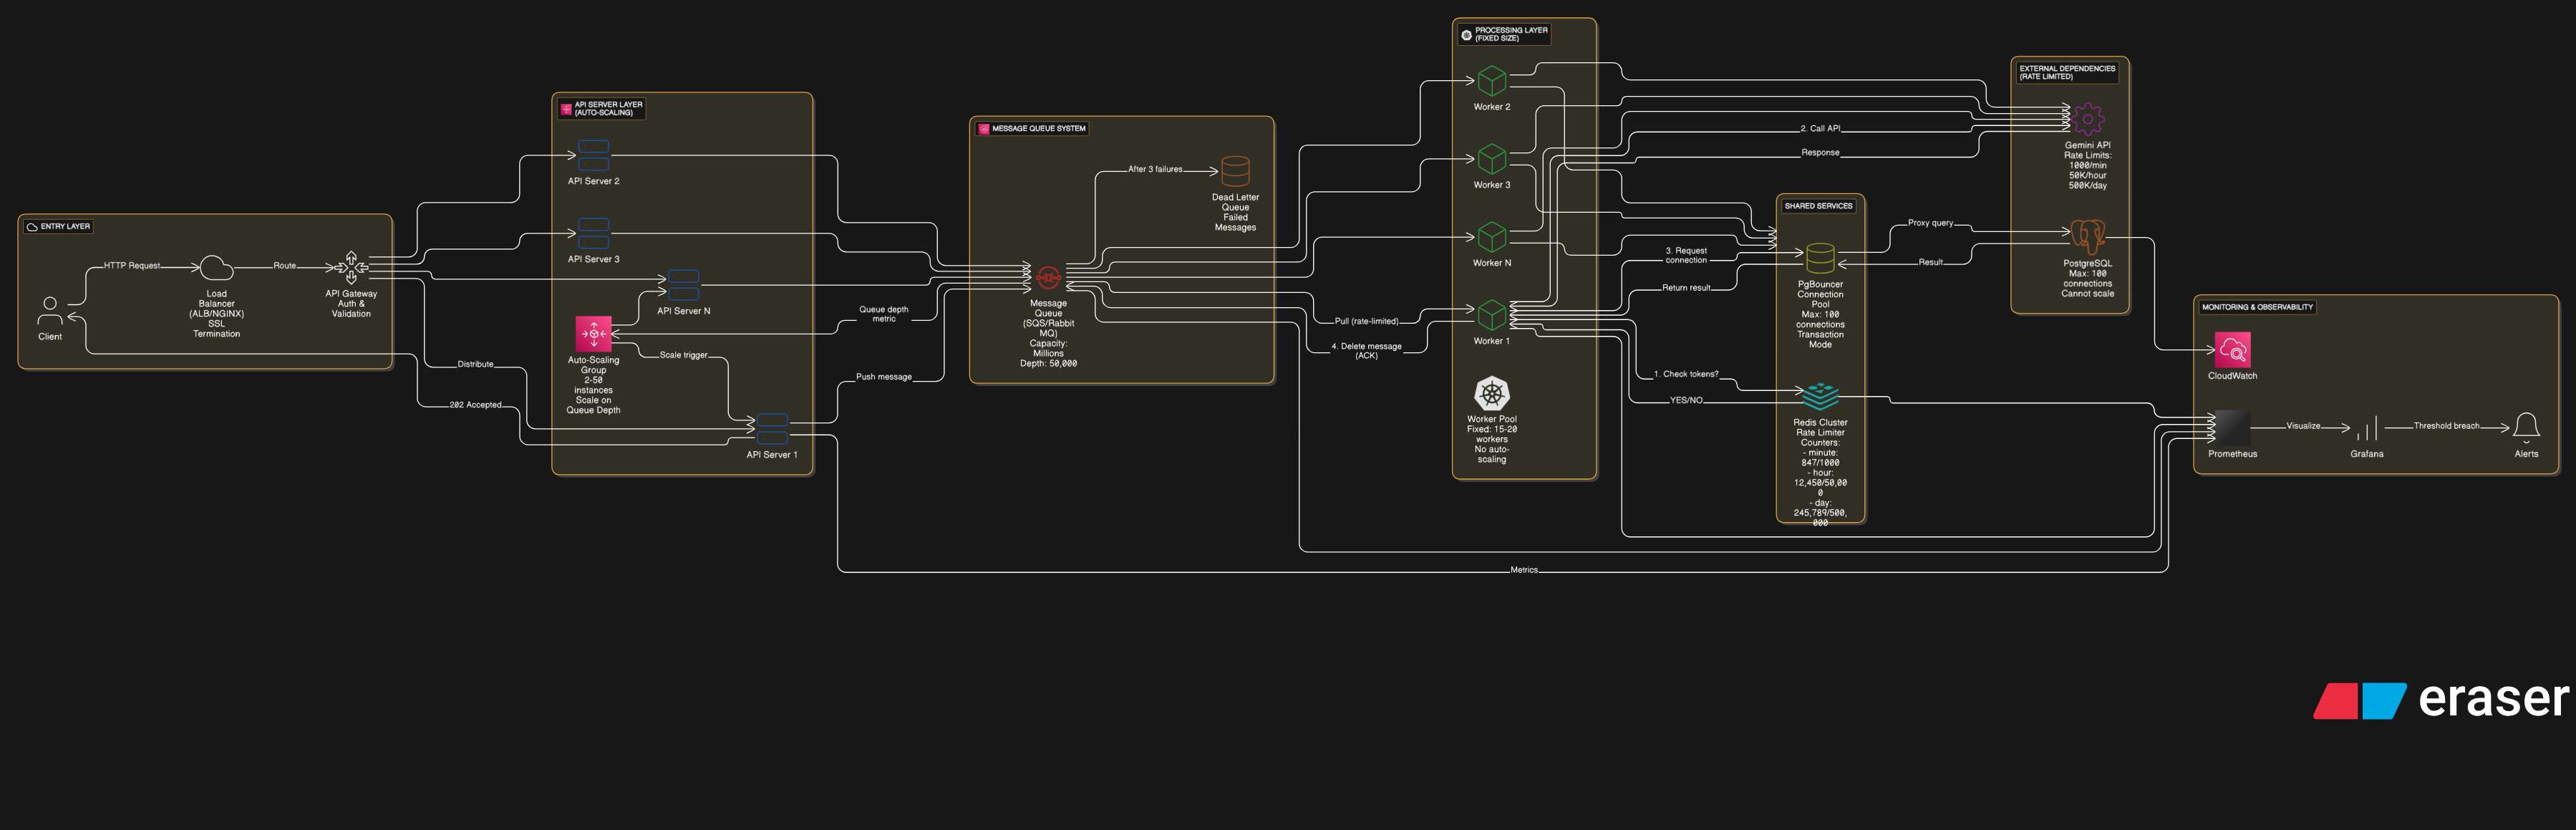 ENTRY LAYER
Client
HTTP Request
Load
Balancer
(ALB/NGINX)
SSL
Termination
Route
API Gateway
Auth &
Validation
Distribute
202 Accepted
API SERVER LAYER
(AUTO-SCALING)
API Server 2
API Server 3
API Server N
Auto-Scaling
Group
2-50
instances
Scale on
Queue Depth
Scale trigger
API Server 1
Queue depth
metric
Push message
MESSAGE QUEUE SYSTEM
After 3 failures
Dead Letter
Queue
Failed
Messages
Message
Queue
(SQS/Rabbit
MQ)
Capacity:
Millions
Depth: 50,000
Pull (rate-limited)
4. Delete message
(ACK)
PROCESSING LAYER
(FIXED SIZE)
Worker 2
Worker 3
Worker N
Worker 1
Worker Pool
Fixed: 15-20
workers
No auto-
scaling
2. Call API
Response
3. Request
connection
Return result
1. Check tokens?
YES/NO
SHARED SERVICES
PgBouncer
Connection
Pool
Max: 100
connections
Transaction
Mode
Redis Cluster
Rate Limiter
Counters:
- minute:
847/1000
- hour:
12,450/50,00
0
- day:
245,789/500,
000
Proxy query
Result
EXTERNAL DEPENDENCIES
(RATE LIMITED)
Gemini API
Rate Limits:
1000/min
50K/hour
500K/day
PostgreSQL
Max: 100
connections
Cannot scale
MONITORING & OBSERVABILITY
CloudWatch
Prometheus
Visualize
Grafana
Threshold breach
Alerts
Metrics
eraser